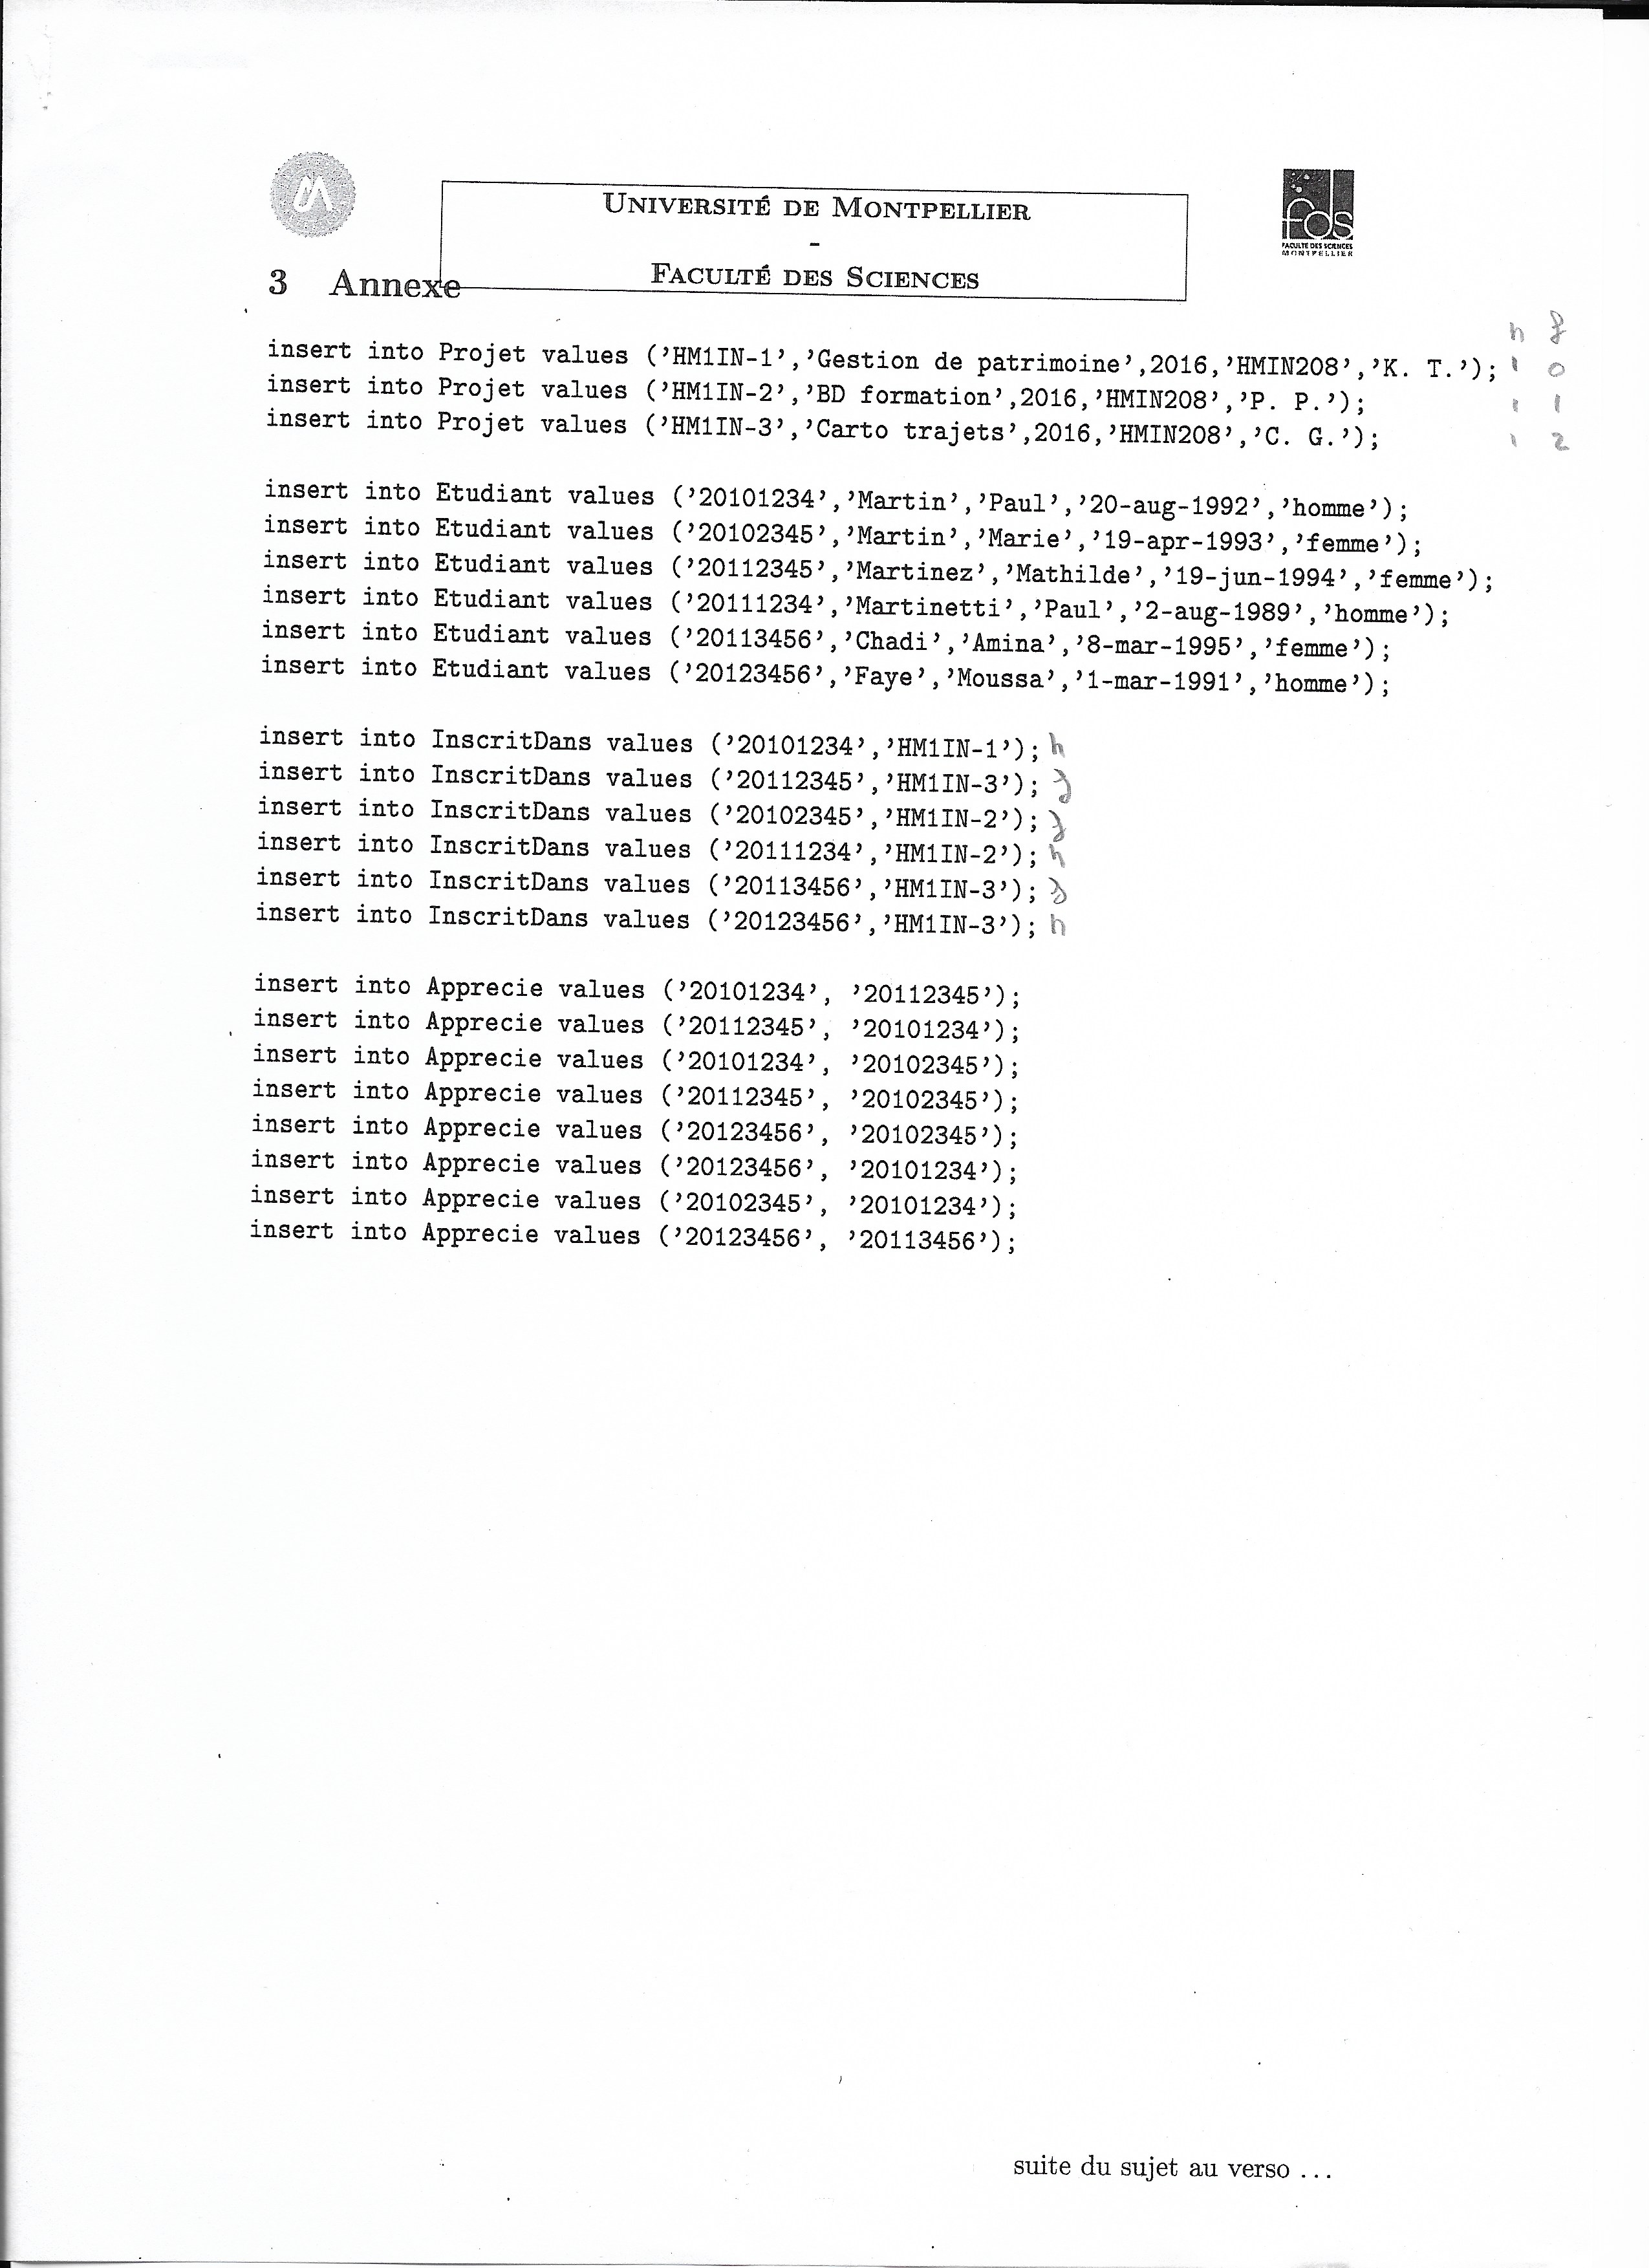 UNIVERSITÉ DE MONTPELLIER
-
FACULTÉ DES SCIENCES
fds
FACULTE DES SCIENCES
MONTPELLIER
3 Annexe
h f
insert into Projet values (’HM1IN-1’,’Gestion de patrimoine’,2016,’HMIN208’,’K. T.’); 1 0
insert into Projet values (’HM1IN-2’,’BD formation’,2016,’HMIN208’,’P. P.’); 1 1
insert into Projet values (’HM1IN-3’,’Carto trajets’,2016,’HMIN208’,’C. G.’); 1 2
insert into Etudiant values (’20101234’,’Martin’,’Paul’,’20-aug-1992’,’homme’);
insert into Etudiant values (’20102345’,’Martin’,’Marie’,’19-apr-1993’,’femme’);
insert into Etudiant values (’20112345’,’Martinez’,’Mathilde’,’19-jun-1994’,’femme’);
insert into Etudiant values (’20111234’,’Martinetti’,’Paul’,’2-aug-1989’,’homme’);
insert into Etudiant values (’20113456’,’Chadi’,’Amina’,’8-mar-1995’,’femme’);
insert into Etudiant values (’20123456’,’Faye’,’Moussa’,’1-mar-1991’,’homme’);
insert into InscritDans values (’20101234’,’HM1IN-1’); h
insert into InscritDans values (’20112345’,’HM1IN-3’); f
insert into InscritDans values (’20102345’,’HM1IN-2’); f
insert into InscritDans values (’20111234’,’HM1IN-2’); h
insert into InscritDans values (’20113456’,’HM1IN-3’); f
insert into InscritDans values (’20123456’,’HM1IN-3’); h
insert into Apprecie values (’20101234’, ’20112345’);
insert into Apprecie values (’20112345’, ’20101234’);
insert into Apprecie values (’20101234’, ’20102345’);
insert into Apprecie values (’20112345’, ’20102345’);
insert into Apprecie values (’20123456’, ’20102345’);
insert into Apprecie values (’20123456’, ’20101234’);
insert into Apprecie values (’20102345’, ’20101234’);
insert into Apprecie values (’20123456’, ’20113456’);
suite du sujet au verso ...